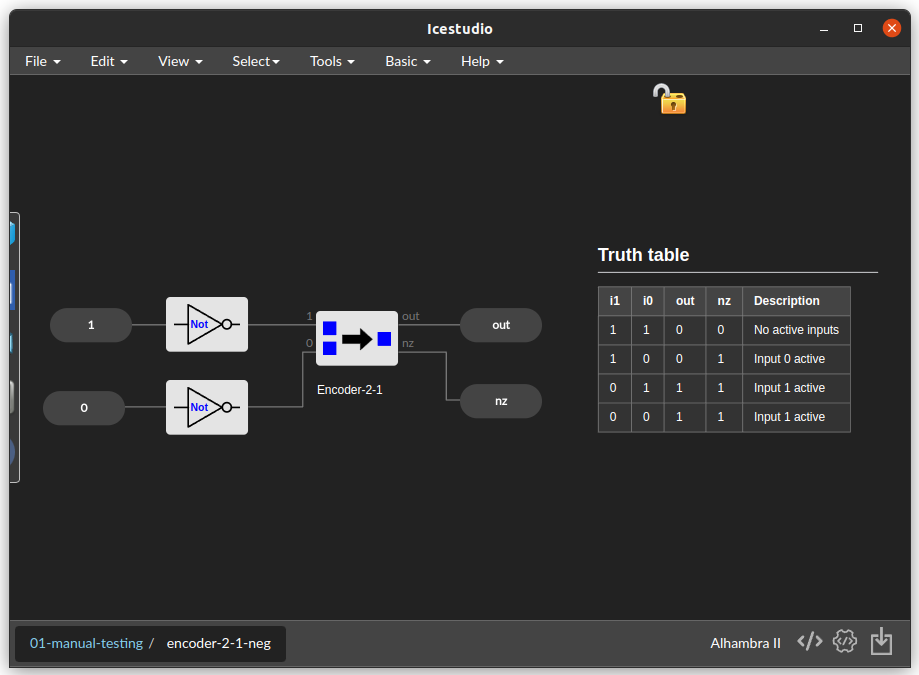 Icestudio
File Edit View Select Tools Basic Help
Truth table
i1 i0 out nz Description
1 1 0 0 No active inputs
1 0 0 1 Input 0 active
0 1 1 1 Input 1 active
0 0 1 1 Input 1 active
1 Not 1 out out
0 nz
Encoder-2-1
0 Not nz
01-manual-testing / encoder-2-1-neg Alhambra II </> </>